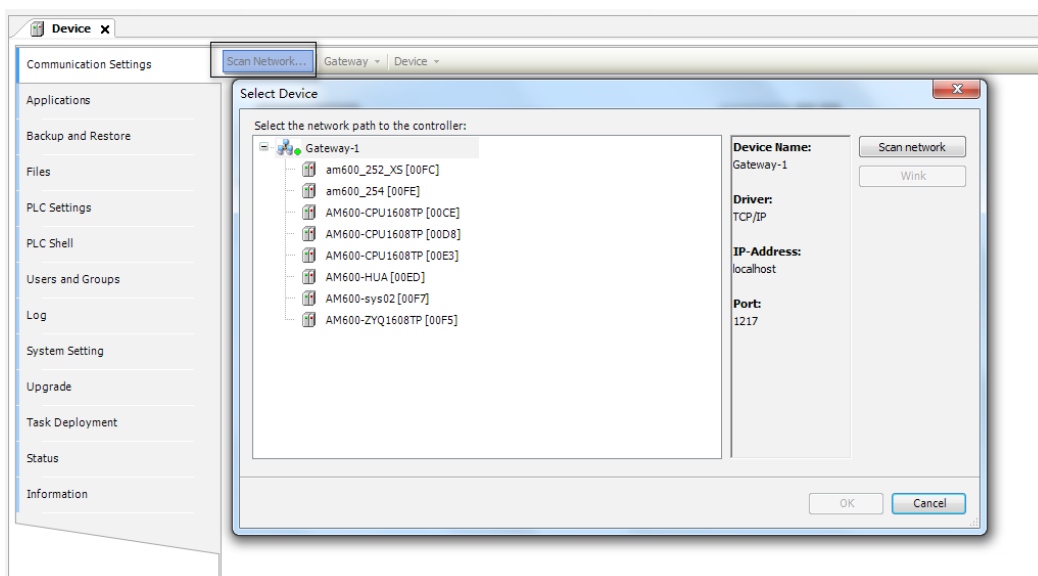 Device
Communication Settings
Applications
Backup and Restore
Files
PLC Settings
PLC Shell
Users and Groups
Log
System Setting
Upgrade
Task Deployment
Status
Information
Scan Network... Gateway Device
Select Device
Select the network path to the controller:
Gateway-1
am600_252_XS [00FC]
am600_254 [00FE]
AM600-CPU1608TP [00CE]
AM600-CPU1608TP [00D8]
AM600-CPU1608TP [00E3]
AM600-HUA [00ED]
AM600-sys02 [00F7]
AM600-ZYQ1608TP [00F5]
Device Name:
Gateway-1
Driver:
TCP/IP
IP-Address:
localhost
Port:
1217
Scan network
Wink
OK Cancel